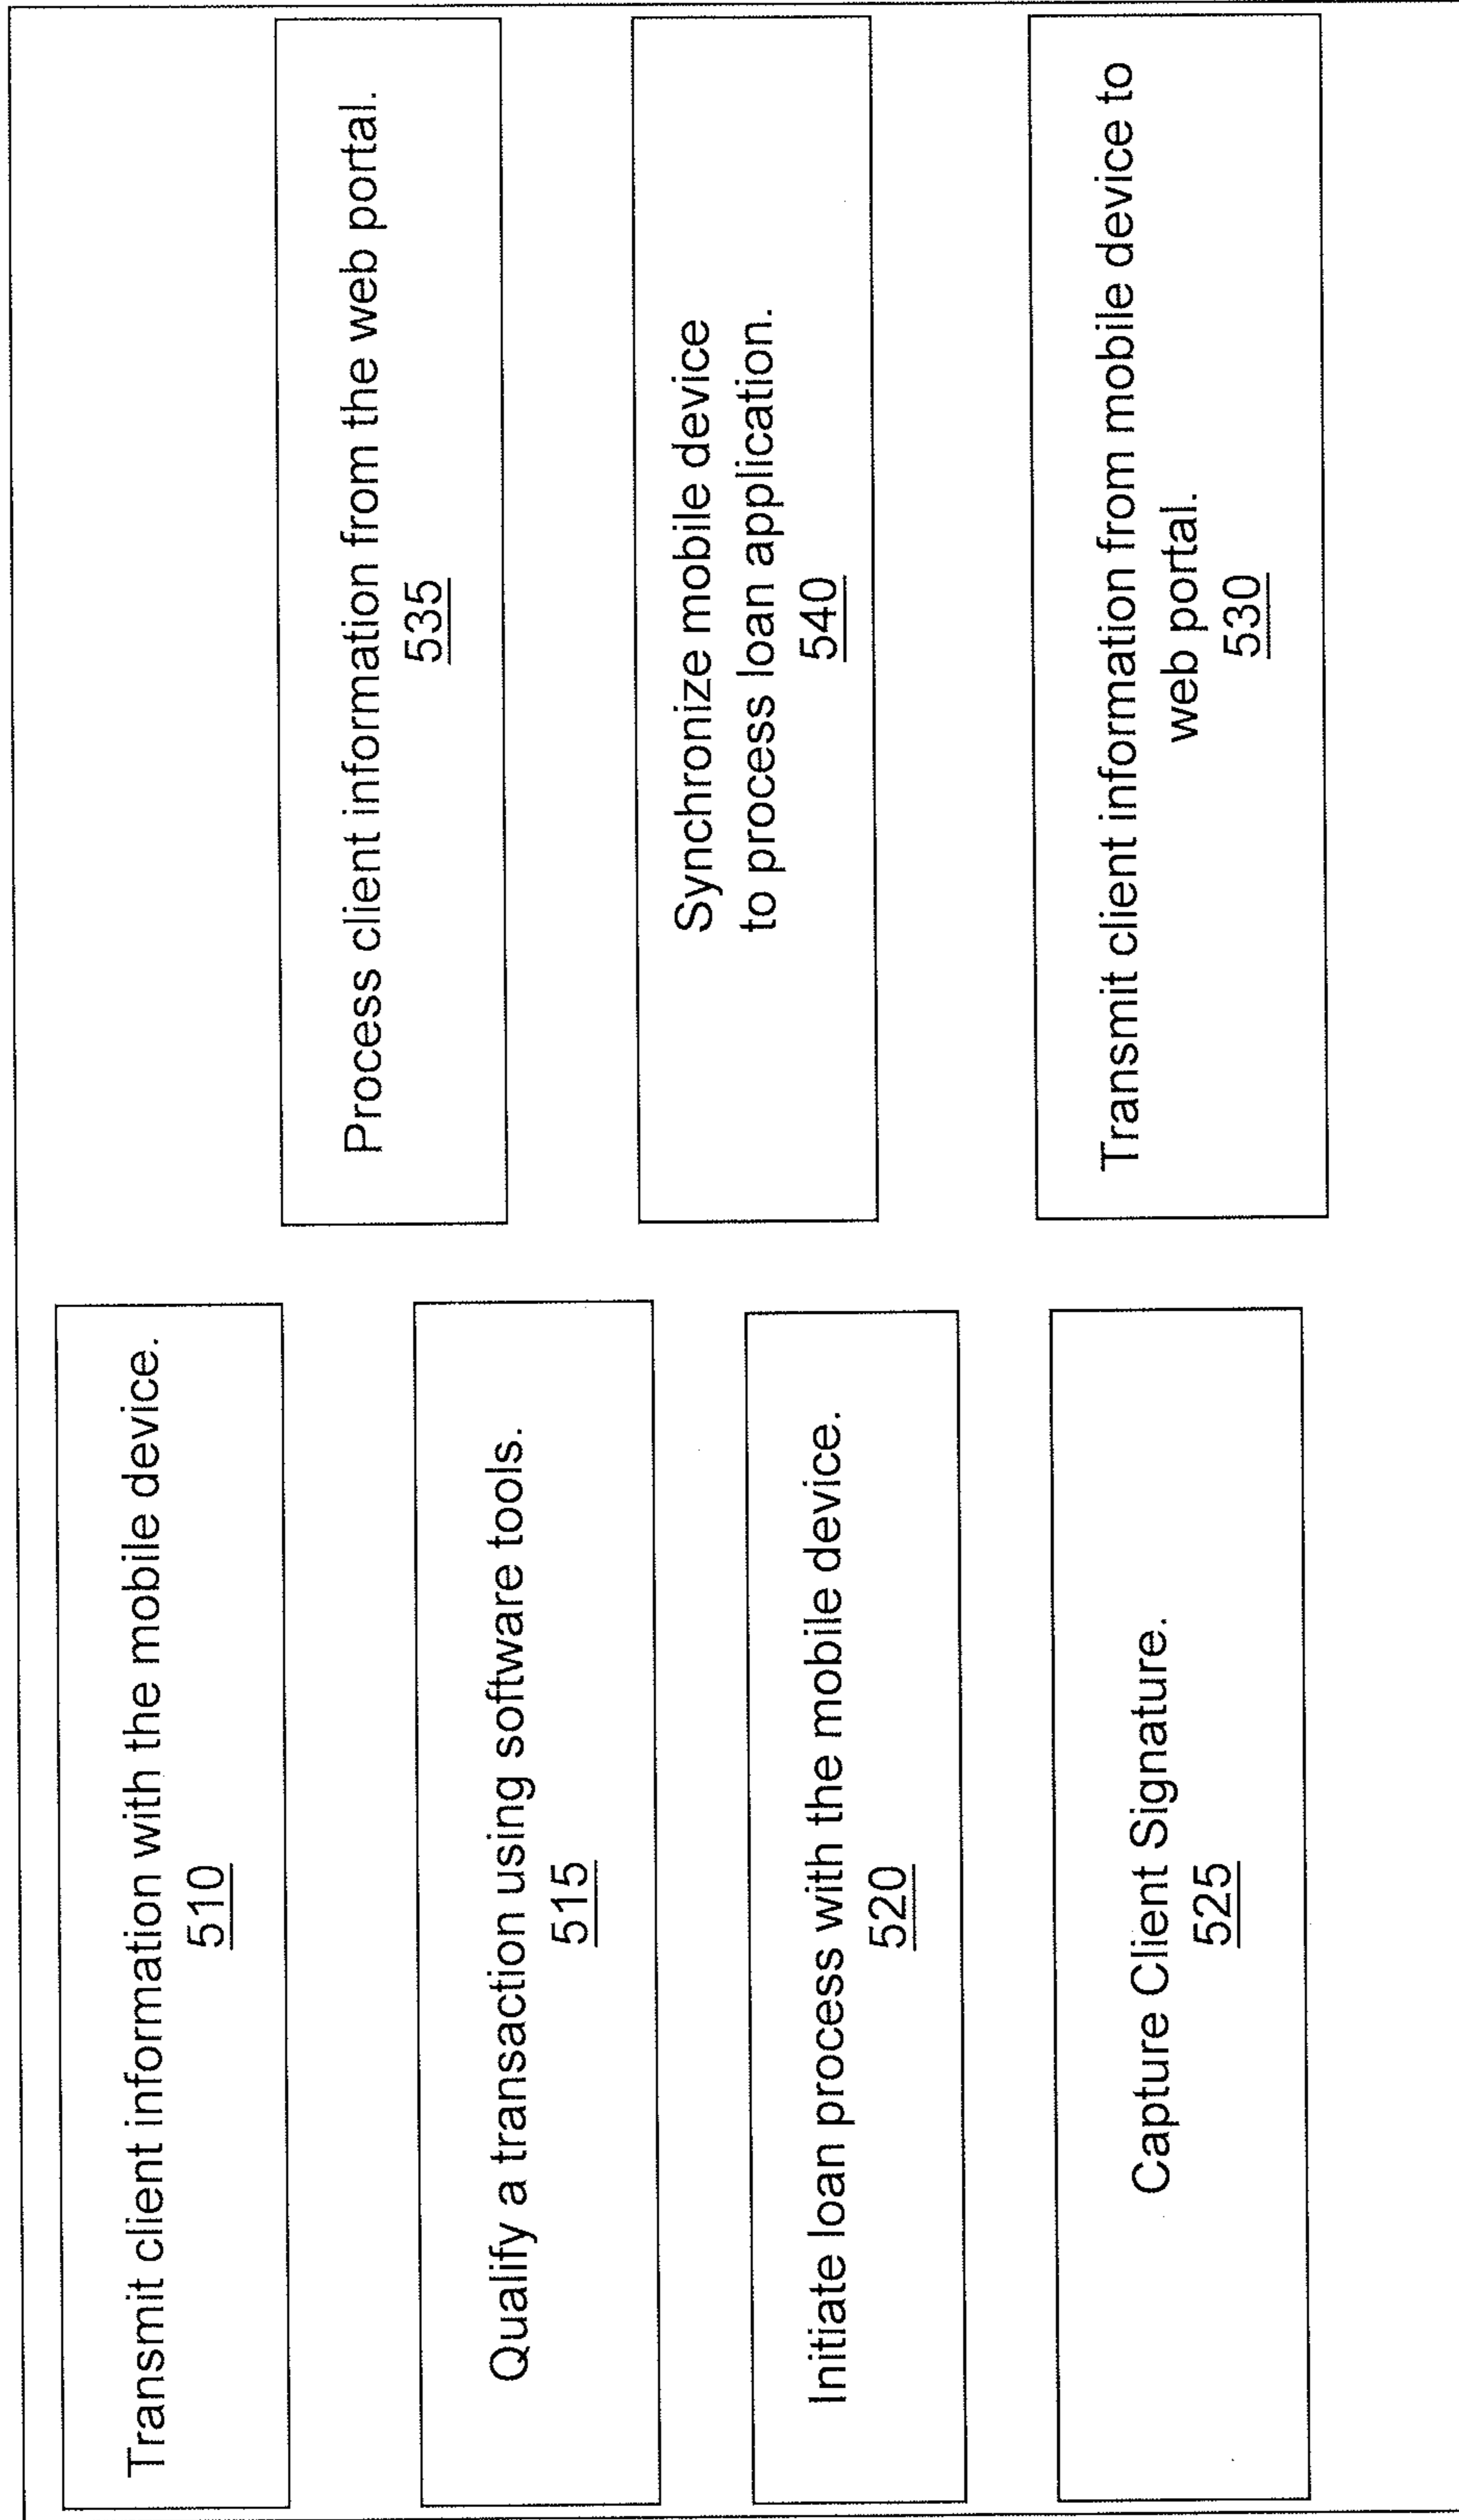 Transmit client information with the mobile device.
510
Qualify a transaction using software tools.
515
Initiate loan process with the mobile device.
520
Capture Client Signature.
525
Process client information from the web portal.
535
Synchronize mobile device
to process loan application.
540
Transmit client information from mobile device to
web portal.
530